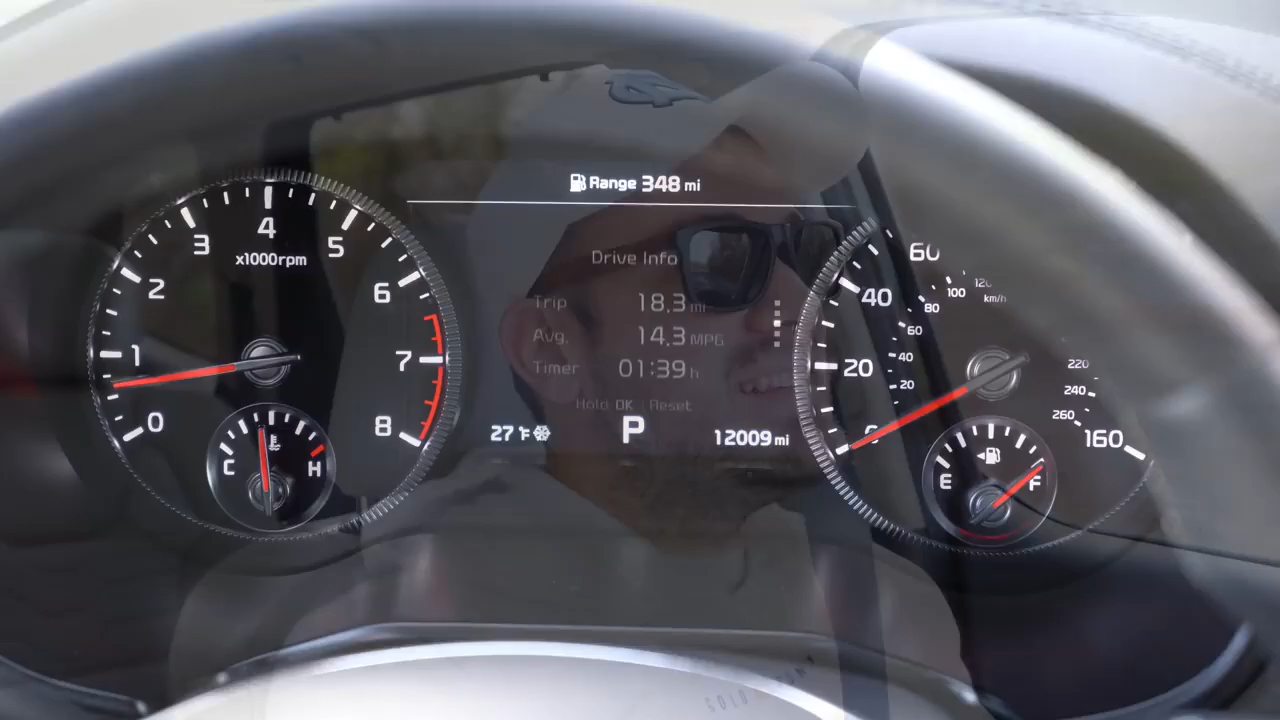 Range 348 mi
3 4 5
x1000rpm
2 6
1 7
0 8
C H
Drive Info
Trip 18.3 mi
Avg. 14.3 MPG
Timer 01:39 h
Hold OK : Reset
27°F P 12009 mi
60
40 80 100 120
km/h
60
20 40
20
0
220
240
260
160
E F